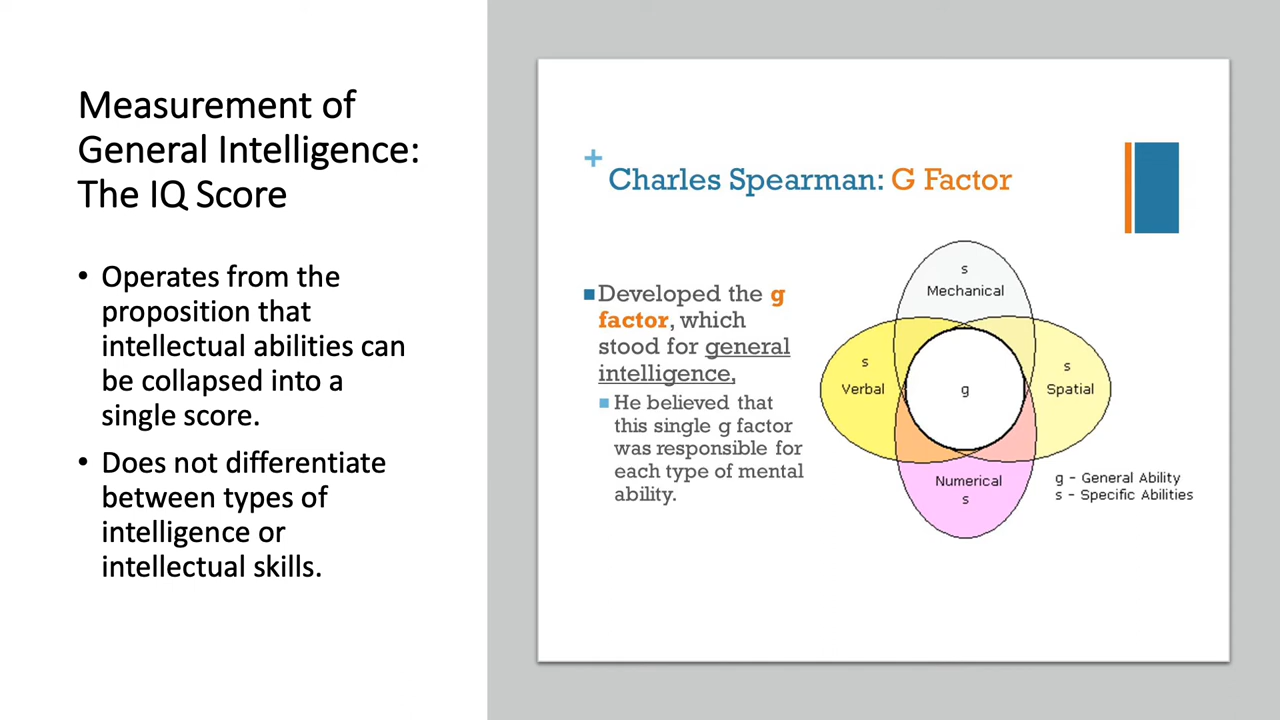 Measurement of
General Intelligence:
The IQ Score
• Operates from the
proposition that
intellectual abilities can
be collapsed into a
single score.
• Does not differentiate
between types of
intelligence or
intellectual skills.
+
Charles Spearman: G Factor
Developed the g
factor, which
stood for general
intelligence,
He believed that
this single g factor
was responsible for
each type of mental
ability.
s
Mechanical
s
Verbal
g
s
Spatial
Numerical
s
g - General Ability
s - Specific Abilities